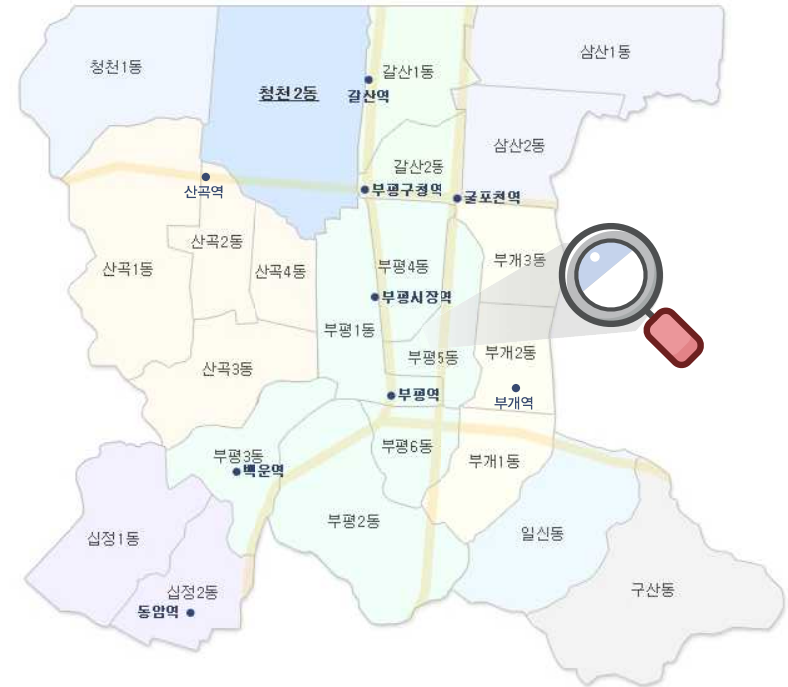 삼산1동
청천1동
갈산1동
청천2동
갈산역
삼산2동
갈산2동
산곡역
부평구청역
굴포천역
산곡2동
부개3동
산곡1동
산곡4동
부평4동
부평시장역
부평1동
부평5동
부개2동
산곡3동
부평역
부개역
부평6동
부평3동
백운역
부개1동
부평2동
일신동
십정1동
십정2동
구산동
동암역